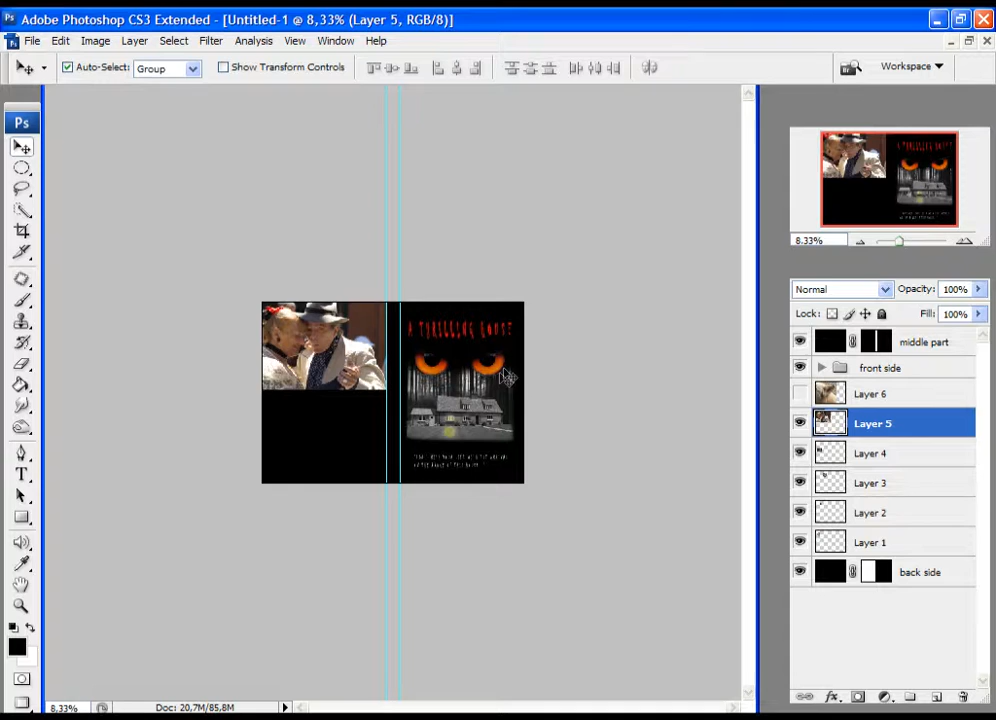 Adobe Photoshop CS3 Extended - [Untitled-1 @ 8,33% (Layer 5, RGB/8)]
File Edit Image Layer Select Filter Analysis View Window Help
Auto-Select: Group Show Transform Controls Workspace
Ps
A THRILLING HOUSE
8.33%
Normal Opacity: 100%
Lock: Fill: 100%
middle part
front side
Layer 6
Layer 5
Layer 4
Layer 3
Layer 2
Layer 1
back side
T
fx
8,33% Doc: 20,7M/85,8M